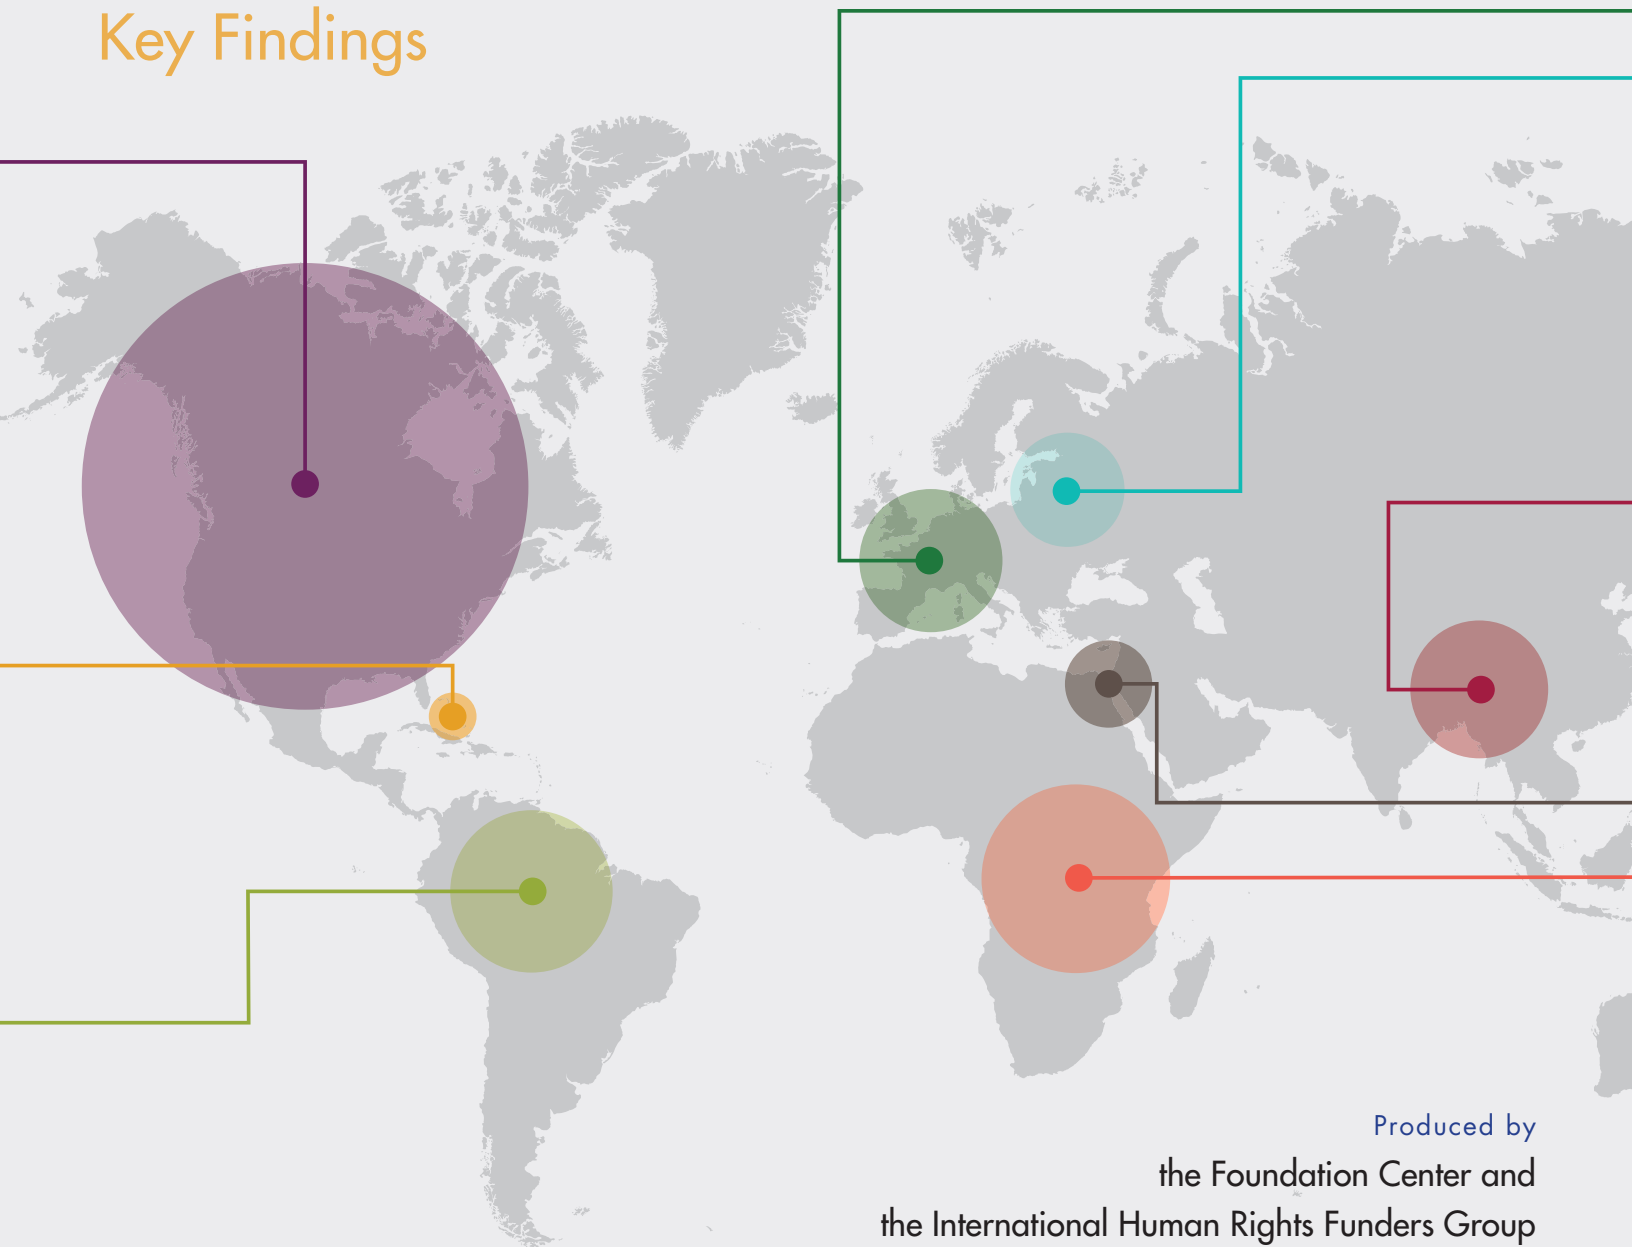 Key Findings
Produced by
the Foundation Center and
the International Human Rights Funders Group